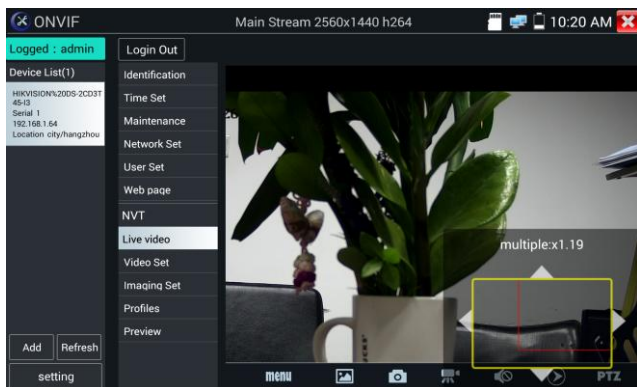 ONVIF
Main Stream 2560x1440 h264
10:20 AM
Logged : admin
Login Out
Device List(1)
HIKVISION%20DS-2CD3T
45-I3
Serial 1
192.168.1.64
Location city/hangzhou
Identification
Time Set
Maintenance
Network Set
User Set
Web page
NVT
Live video
Video Set
Imaging Set
Profiles
Preview
multiple:x1.19
Add
Refresh
setting
menu
PTZ